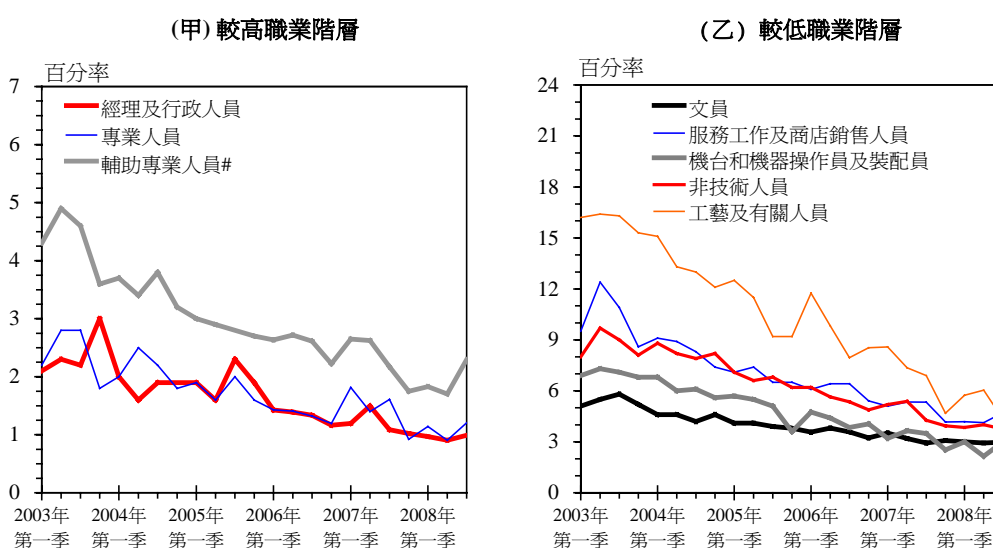 (甲) 較高職業階層
百分率
7
6
5
4
3
2
1
0
經理及行政人員
專業人員
輔助專業人員#
2003年 2004年 2005年 2006年 2007年 2008年
第一季 第一季 第一季 第一季 第一季 第一季
(乙) 較低職業階層
百分率
24
21
18
15
12
9
6
3
0
文員
服務工作及商店銷售人員
機台和機器操作員及裝配員
非技術人員
工藝及有關人員
2003年 2004年 2005年 2006年 2007年 2008年
第一季 第一季 第一季 第一季 第一季 第一季